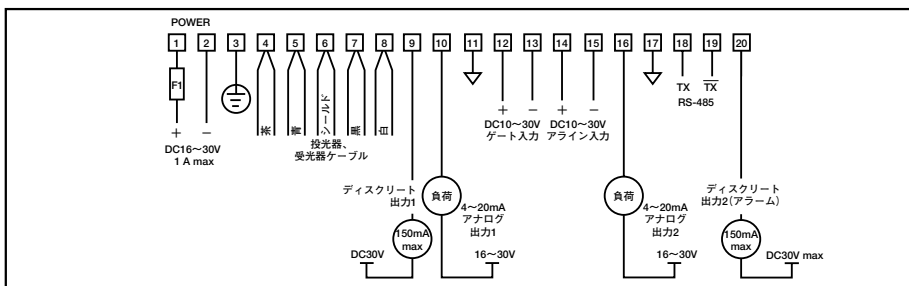 POWER
1 2 3 4 5 6 7 8 9 10 11 12 13 14 15 16 17 18 19 20
F1
+ −
DC16〜30V
1 A max
茶 青 シールド 黒 白
投光器、
受光器ケーブル
+ −
DC10〜30V
ゲート入力
+ −
DC10〜30V
アライン入力
TX TX
RS-485
ディスクリート
出力1
150mA
max
DC30V
負荷
4〜20mA
アナログ
出力1
16〜30V
負荷
4〜20mA
アナログ
出力2
16〜30V
ディスクリート
出力2(アラーム)
150mA
max
DC30V max